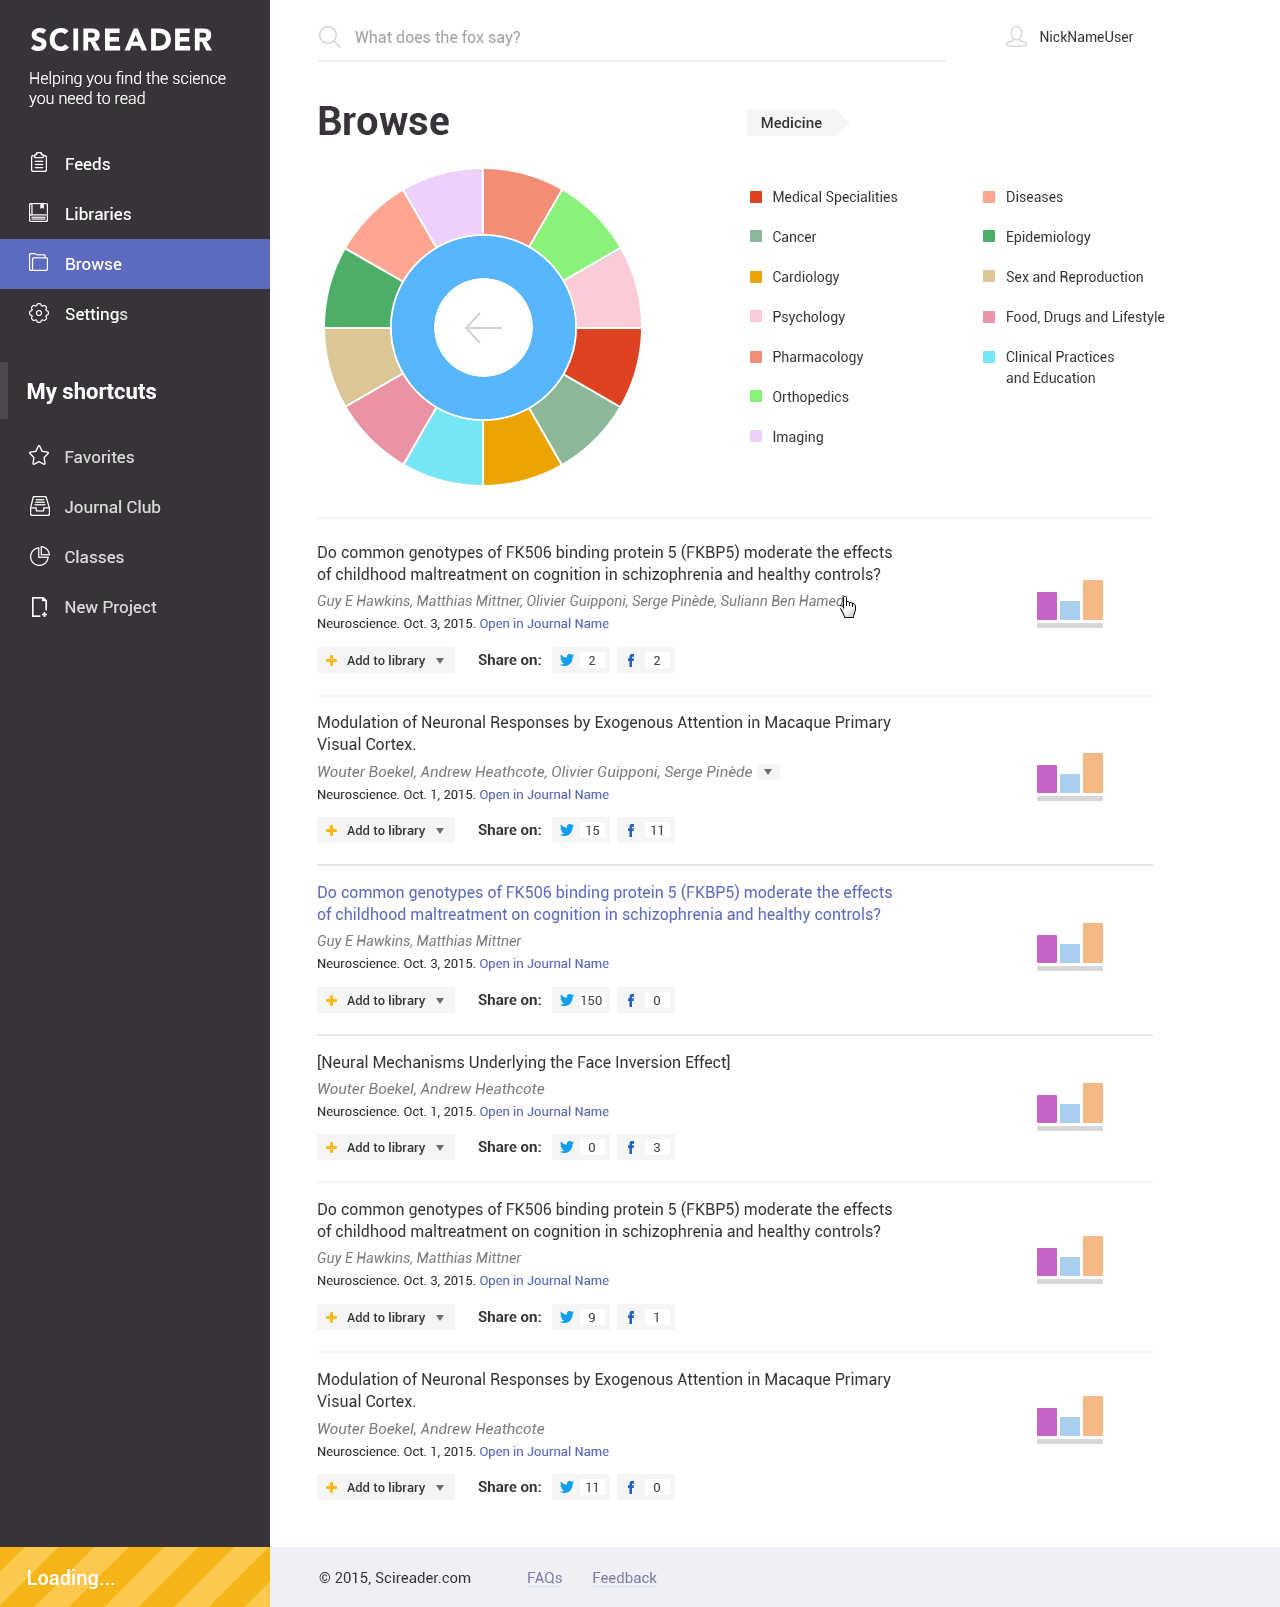 SCIREADER
Helping you find the science
you need to read
Feeds
Libraries
Browse
Settings
My shortcuts
Favorites
Journal Club
Classes
New Project
Loading...
What does the fox say?
NickNameUser
Browse
Medicine
Medical Specialities
Cancer
Cardiology
Psychology
Pharmacology
Orthopedics
Imaging
Diseases
Epidemiology
Sex and Reproduction
Food, Drugs and Lifestyle
Clinical Practices
and Education
Do common genotypes of FK506 binding protein 5 (FKBP5) moderate the effects
of childhood maltreatment on cognition in schizophrenia and healthy controls?
Guy E Hawkins, Matthias Mittner, Olivier Guipponi, Serge Pinède, Suliann Ben Hamed
Neuroscience. Oct. 3, 2015. Open in Journal Name
Add to library Share on: 2 2
Modulation of Neuronal Responses by Exogenous Attention in Macaque Primary
Visual Cortex.
Wouter Boekel, Andrew Heathcote, Olivier Guipponi, Serge Pinède
Neuroscience. Oct. 1, 2015. Open in Journal Name
Add to library Share on: 15 11
Do common genotypes of FK506 binding protein 5 (FKBP5) moderate the effects
of childhood maltreatment on cognition in schizophrenia and healthy controls?
Guy E Hawkins, Matthias Mittner
Neuroscience. Oct. 3, 2015. Open in Journal Name
Add to library Share on: 150 0
[Neural Mechanisms Underlying the Face Inversion Effect]
Wouter Boekel, Andrew Heathcote
Neuroscience. Oct. 1, 2015. Open in Journal Name
Add to library Share on: 0 3
Do common genotypes of FK506 binding protein 5 (FKBP5) moderate the effects
of childhood maltreatment on cognition in schizophrenia and healthy controls?
Guy E Hawkins, Matthias Mittner
Neuroscience. Oct. 3, 2015. Open in Journal Name
Add to library Share on: 9 1
Modulation of Neuronal Responses by Exogenous Attention in Macaque Primary
Visual Cortex.
Wouter Boekel, Andrew Heathcote
Neuroscience. Oct. 1, 2015. Open in Journal Name
Add to library Share on: 11 0
© 2015, Scireader.com FAQs Feedback